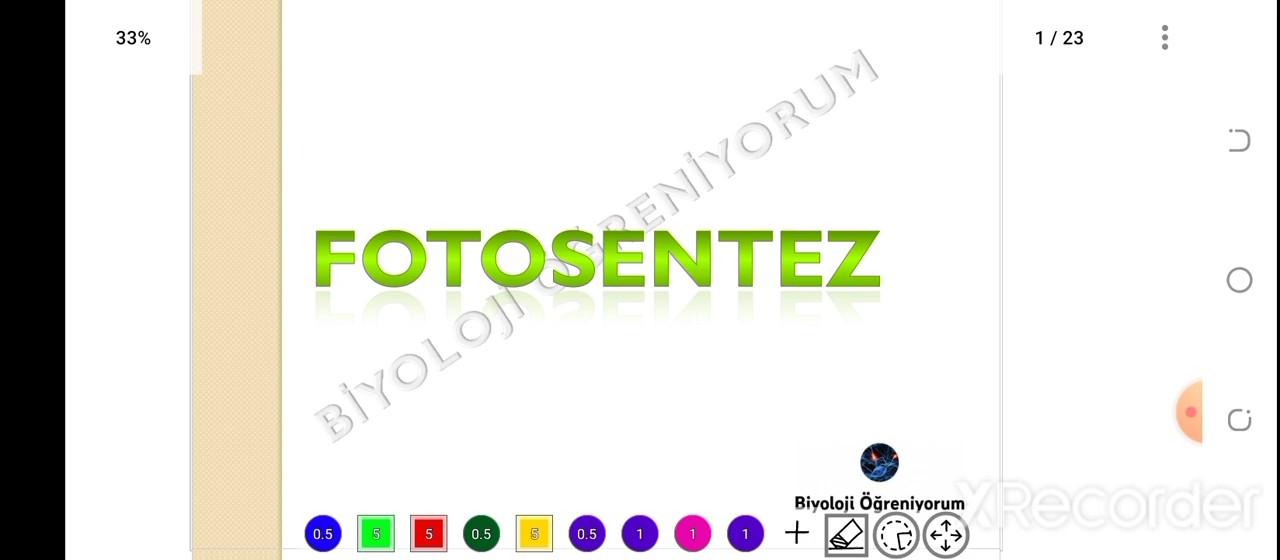 33%
1 / 23
BİYOLOJİ ÖĞRENİYORUM
FOTOSENTEZ
Biyoloji Öğreniyorum
XRecorder
0.5 5 5 0.5 5 0.5 1 1 1